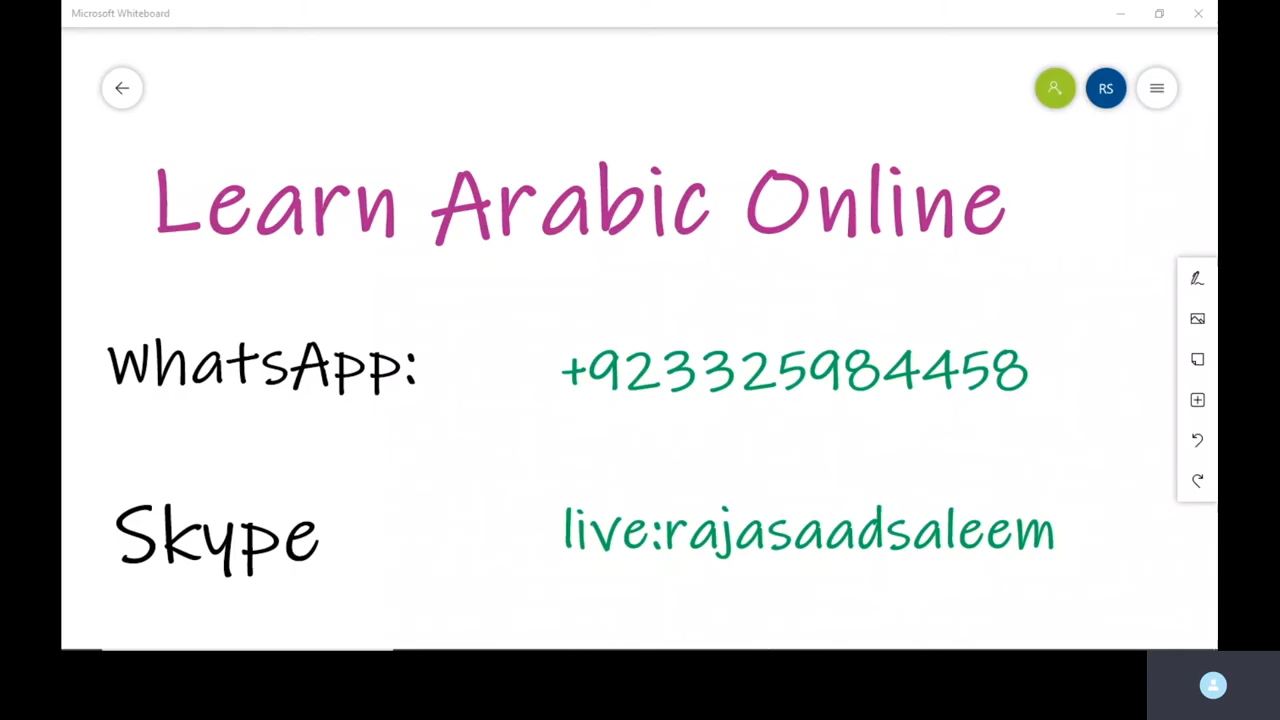 Microsoft Whiteboard
RS
Learn Arabic Online
WhatsApp: +923325984458
Skype live:rajasaadsaleem